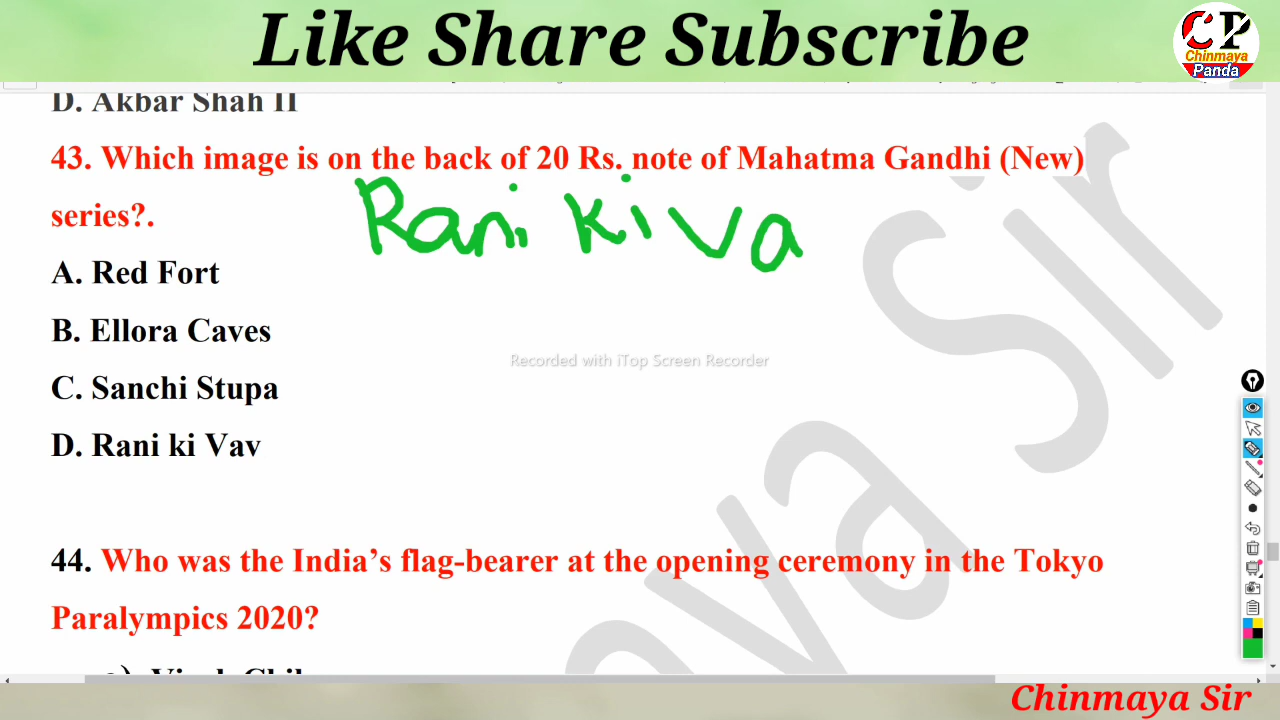 Like Share Subscribe
CP
Chinmaya
Panda
D. Akbar Shah II
43. Which image is on the back of 20 Rs. note of Mahatma Gandhi (New)
series?.
Rani ki va
A. Red Fort
B. Ellora Caves
Recorded with iTop Screen Recorder
C. Sanchi Stupa
D. Rani ki Vav
44. Who was the India’s flag-bearer at the opening ceremony in the Tokyo
Paralympics 2020?
Chinmaya Sir